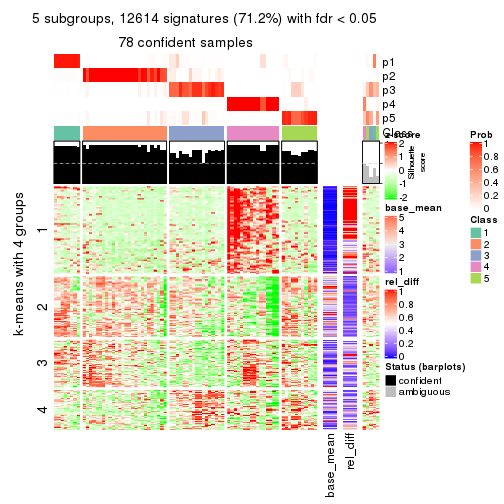 5 subgroups, 12614 signatures (71.2%) with fdr < 0.05
78 confident samples
p1
p2
p3
p4
p5
Class
z-score
2
1
0
-1
-2
Silhouette
score
Prob
1
0.8
0.6
0.4
0.2
0
base_mean
5
4
3
2
1
Class
1
2
3
4
5
rel_diff
1
0.8
0.6
0.4
0.2
0
Status (barplots)
confident
ambiguous
k-means with 4 groups
1
2
3
4
base_mean
rel_diff